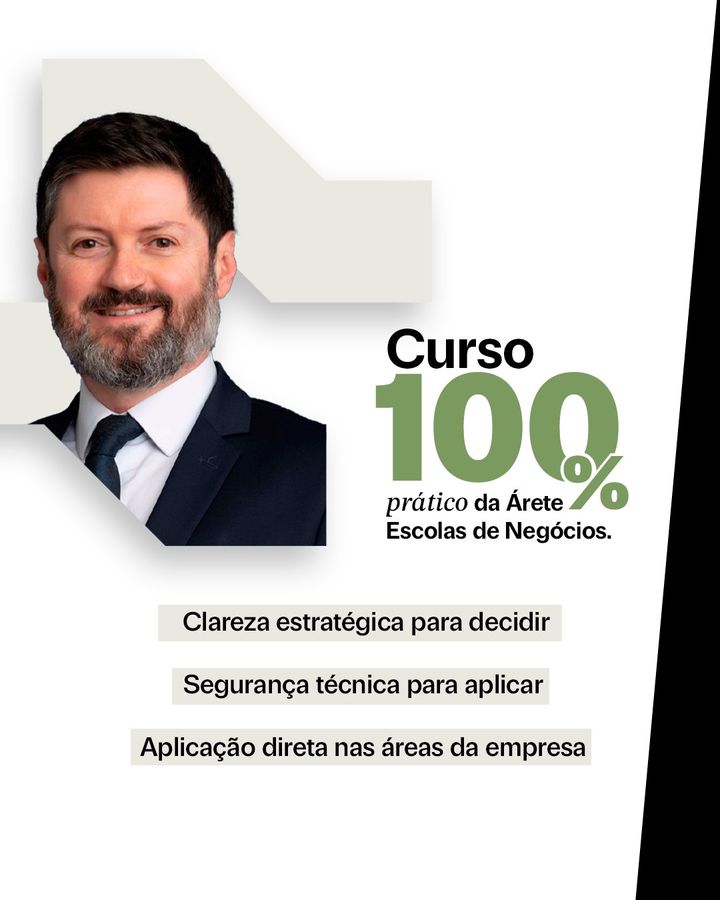 Curso
100%
prático da Árete
Escolas de Negócios.
Clareza estratégica para decidir
Segurança técnica para aplicar
Aplicação direta nas áreas da empresa